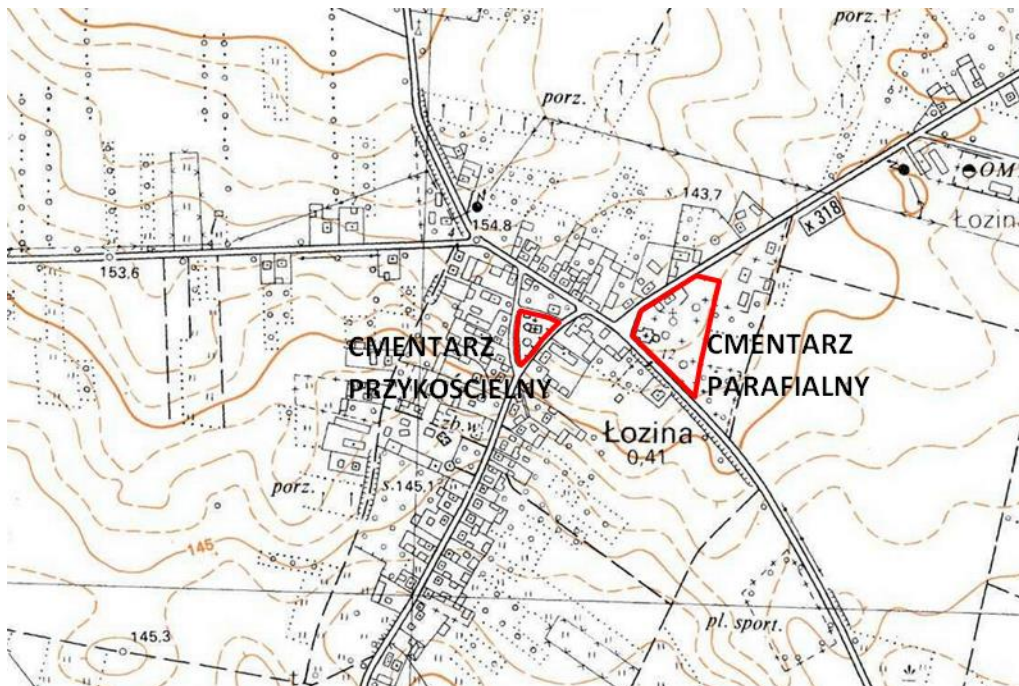 porz.
porz.
OM
s.143.7
Łozina
x 318
154.8
153.6
CMENTARZ
PRZYKOŚCIELNY
CMENTARZ
PARAFIALNY
Łozina
0,41
zb.w.
s.145.1
porz.
145
145.3
pl. sport.